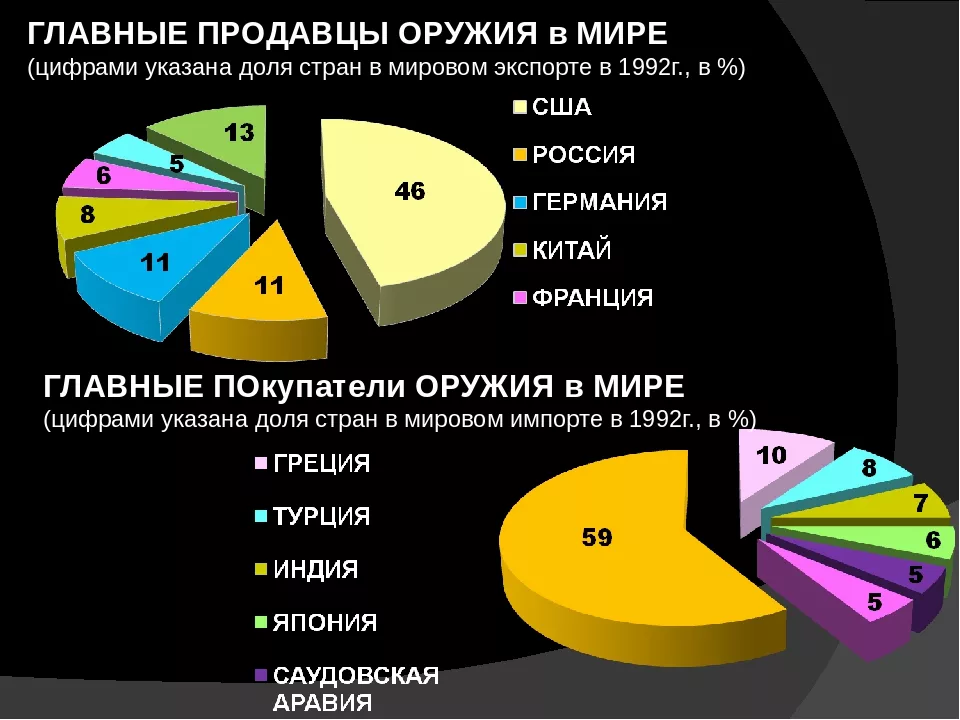 ГЛАВНЫЕ ПРОДАВЦЫ ОРУЖИЯ в МИРЕ
(цифрами указана доля стран в мировом экспорте в 1992г., в %)
США
РОССИЯ
ГЕРМАНИЯ
КИТАЙ
ФРАНЦИЯ
13
5
6
8
11
11
46
ГЛАВНЫЕ ПОкупатели ОРУЖИЯ в МИРЕ
(цифрами указана доля стран в мировом импорте в 1992г., в %)
ГРЕЦИЯ
ТУРЦИЯ
ИНДИЯ
ЯПОНИЯ
САУДОВСКАЯ
АРАВИЯ
10
8
7
6
5
5
59